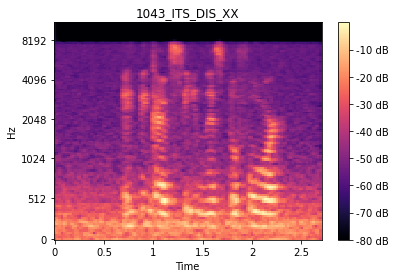 1043_ITS_DIS_XX
Hz
8192
4096
2048
1024
512
0
0 0.5 1 1.5 2 2.5
Time
-10 dB
-20 dB
-30 dB
-40 dB
-50 dB
-60 dB
-70 dB
-80 dB